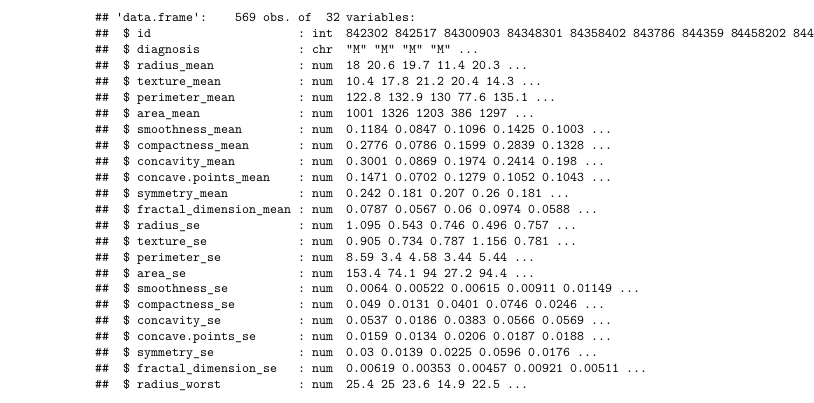 ## 'data.frame':    569 obs. of  32 variables:
##  $ id                     : int  842302 842517 84300903 84348301 84358402 843786 844359 84458202 844
##  $ diagnosis              : chr  "M" "M" "M" "M" ...
##  $ radius_mean            : num  18 20.6 19.7 11.4 20.3 ...
##  $ texture_mean           : num  10.4 17.8 21.2 20.4 14.3 ...
##  $ perimeter_mean         : num  122.8 132.9 130 77.6 135.1 ...
##  $ area_mean              : num  1001 1326 1203 386 1297 ...
##  $ smoothness_mean        : num  0.1184 0.0847 0.1096 0.1425 0.1003 ...
##  $ compactness_mean       : num  0.2776 0.0786 0.1599 0.2839 0.1328 ...
##  $ concavity_mean         : num  0.3001 0.0869 0.1974 0.2414 0.198 ...
##  $ concave.points_mean    : num  0.1471 0.0702 0.1279 0.1052 0.1043 ...
##  $ symmetry_mean          : num  0.242 0.181 0.207 0.26 0.181 ...
##  $ fractal_dimension_mean : num  0.0787 0.0567 0.06 0.0974 0.0588 ...
##  $ radius_se              : num  1.095 0.543 0.746 0.496 0.757 ...
##  $ texture_se             : num  0.905 0.734 0.787 1.156 0.781 ...
##  $ perimeter_se           : num  8.59 3.4 4.58 3.44 5.44 ...
##  $ area_se                : num  153.4 74.1 94 27.2 94.4 ...
##  $ smoothness_se          : num  0.0064 0.00522 0.00615 0.00911 0.01149 ...
##  $ compactness_se         : num  0.049 0.0131 0.0401 0.0746 0.0246 ...
##  $ concavity_se           : num  0.0537 0.0186 0.0383 0.0566 0.0569 ...
##  $ concave.points_se      : num  0.0159 0.0134 0.0206 0.0187 0.0188 ...
##  $ symmetry_se            : num  0.03 0.0139 0.0225 0.0596 0.0176 ...
##  $ fractal_dimension_se   : num  0.00619 0.00353 0.00457 0.00921 0.00511 ...
##  $ radius_worst           : num  25.4 25 23.6 14.9 22.5 ...